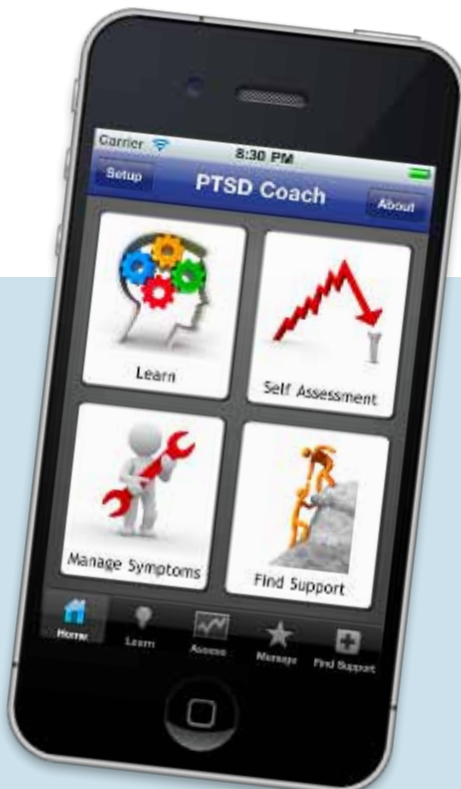 Carrier
8:30 PM
Setup
PTSD Coach
About
Learn
Self Assessment
Manage Symptoms
Find Support
Home
Learn
Assess
Manage
Find Support